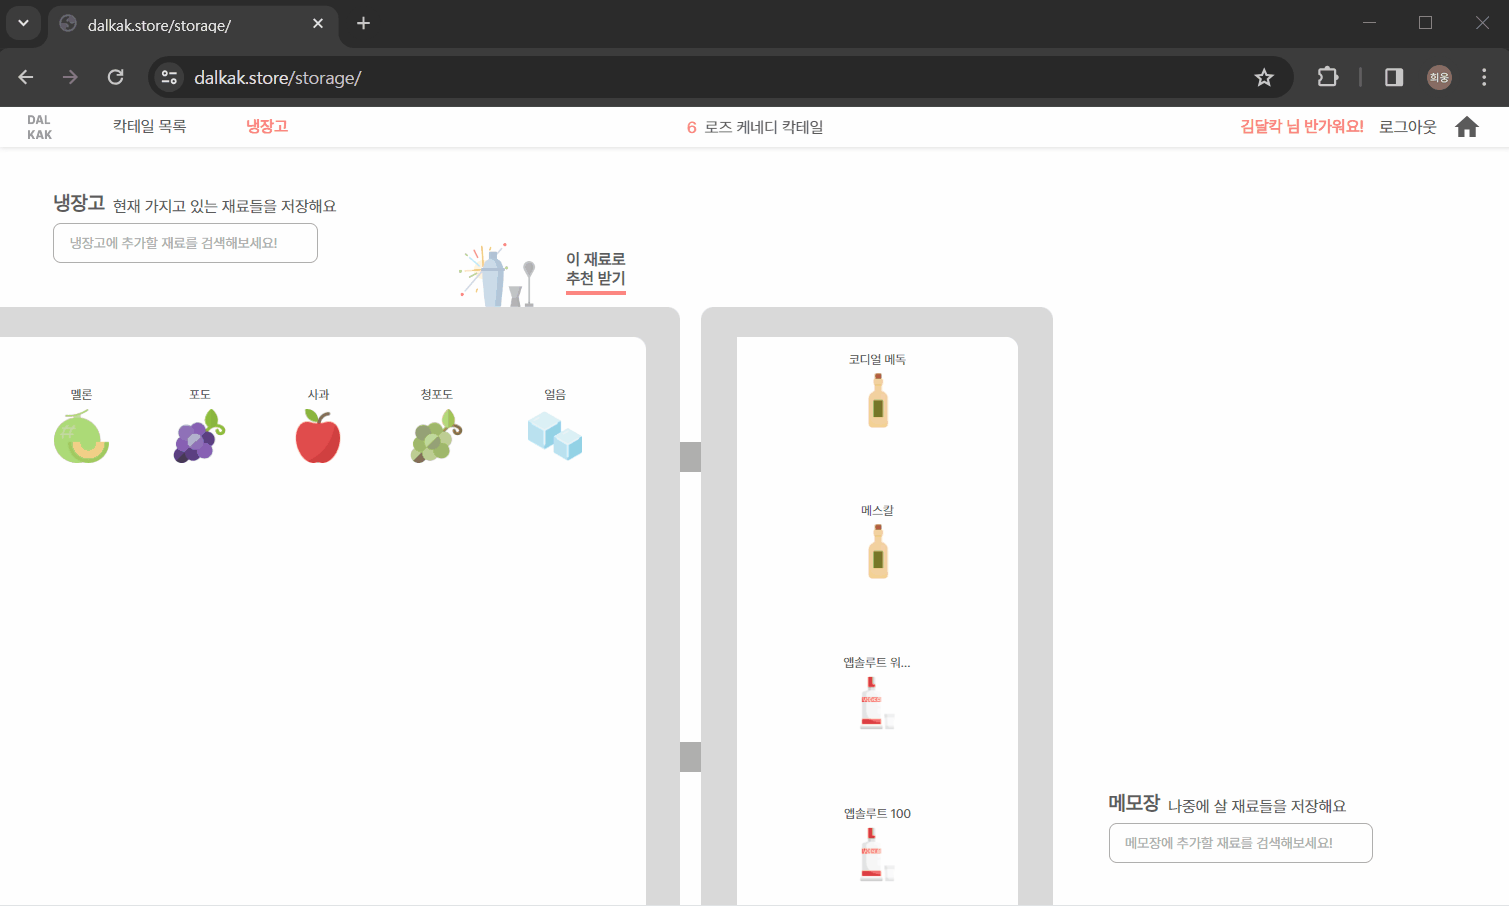 dalkak.store/storage/
dalkak.store/storage/
희웅
DAL
KAK
칵테일 목록
냉장고
6 로즈 케네디 칵테일
김달칵 님 반가워요!
로그아웃
냉장고 현재 가지고 있는 재료들을 저장해요
냉장고에 추가할 재료를 검색해보세요!
이 재료로
추천 받기
멜론
포도
사과
청포도
얼음
코디얼 메독
메스칼
앱솔루트 워...
앱솔루트 100
메모장 나중에 살 재료들을 저장해요
메모장에 추가할 재료를 검색해보세요!